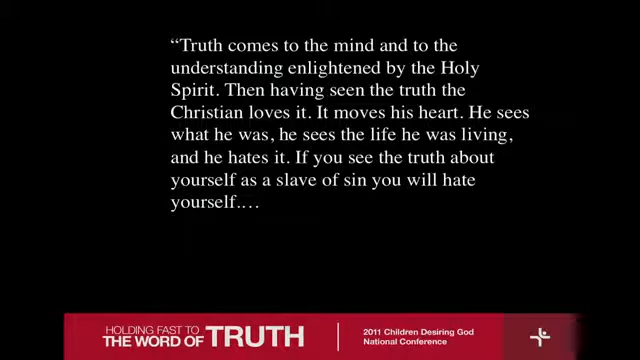 “Truth comes to the mind and to the
understanding enlightened by the Holy
Spirit. Then having seen the truth the
Christian loves it. It moves his heart. He sees
what he was, he sees the life he was living,
and he hates it. If you see the truth about
yourself as a slave of sin you will hate
yourself.…
HOLDING FAST TO
THE WORD OF TRUTH
2011 Children Desiring God
National Conference